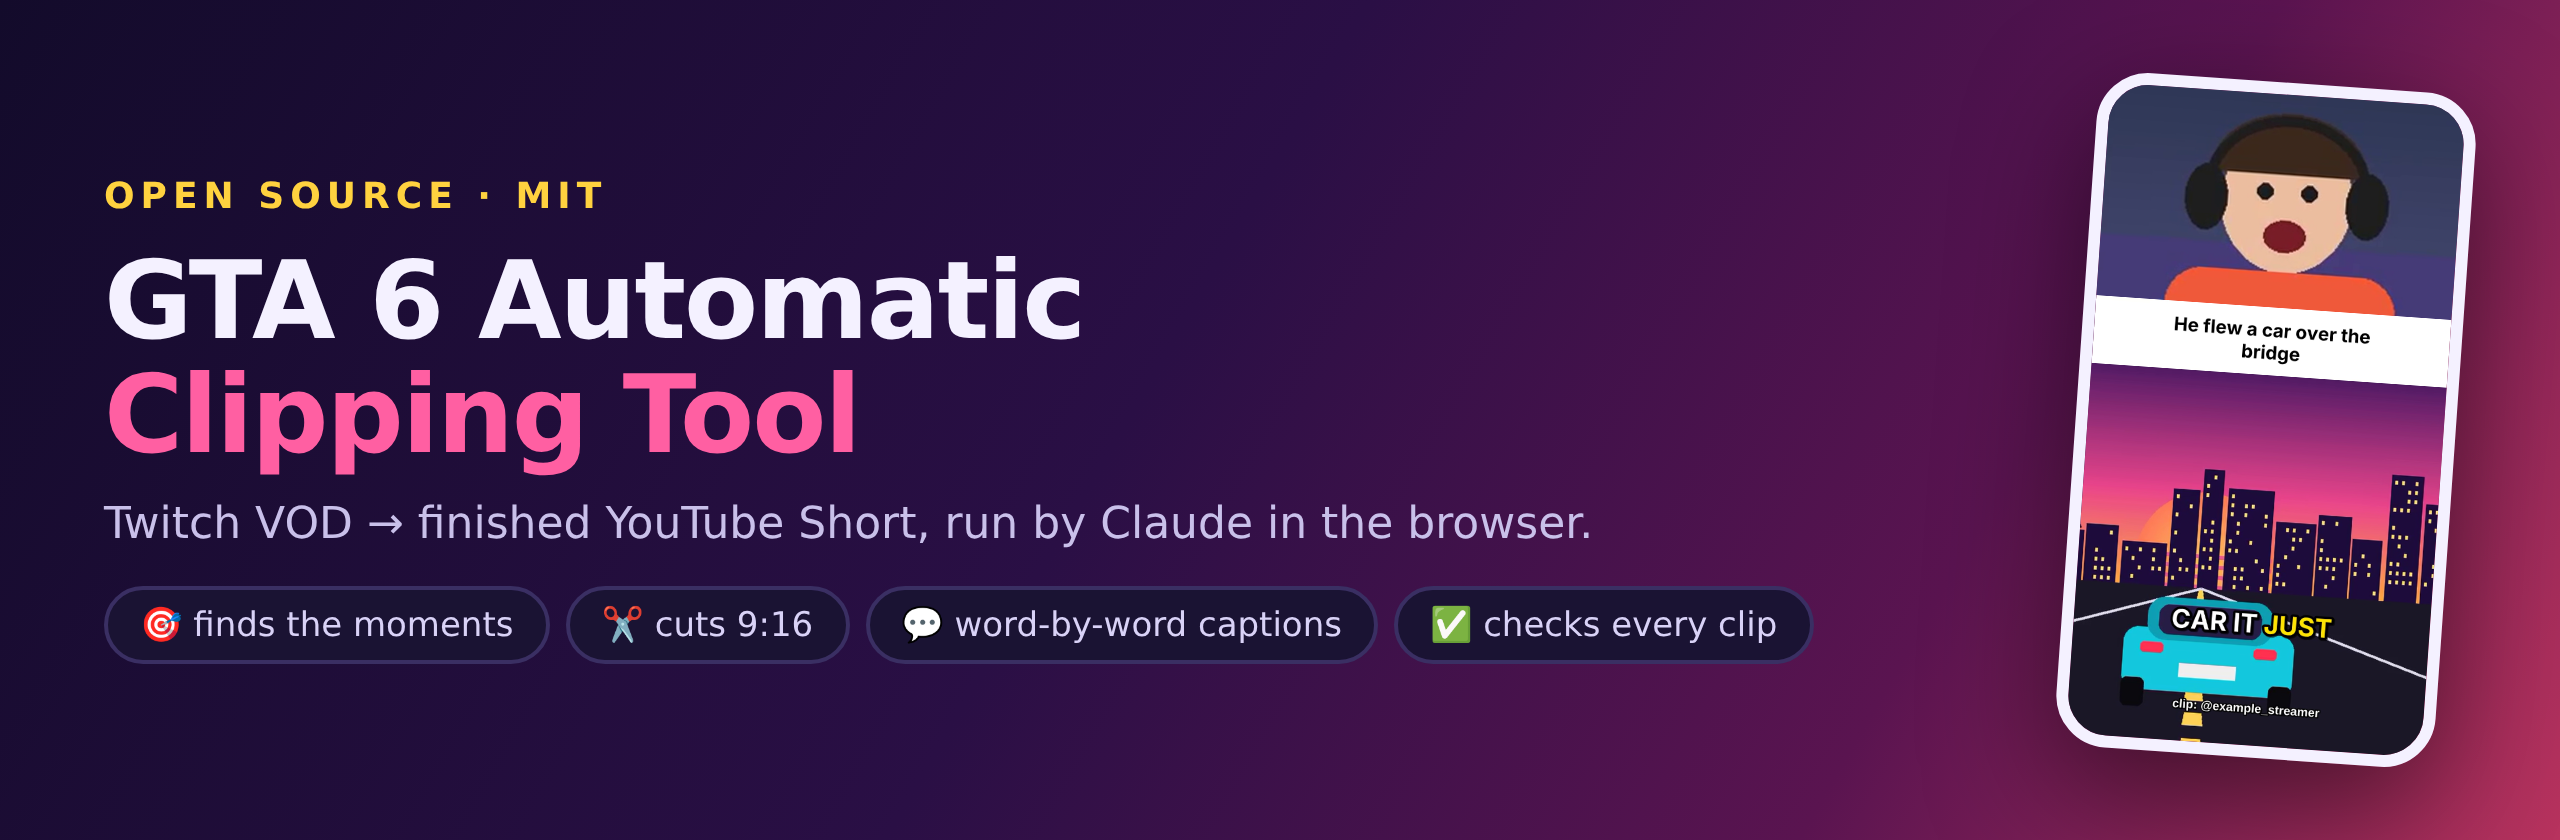 OPEN SOURCE · MIT
GTA 6 Automatic
Clipping Tool
Twitch VOD → finished YouTube Short, run by Claude in the browser.
🎯 finds the moments
✂️ cuts 9:16
💬 word-by-word captions
✅ checks every clip
He flew a car over the
bridge
CAR IT JUST
clip: @example_streamer